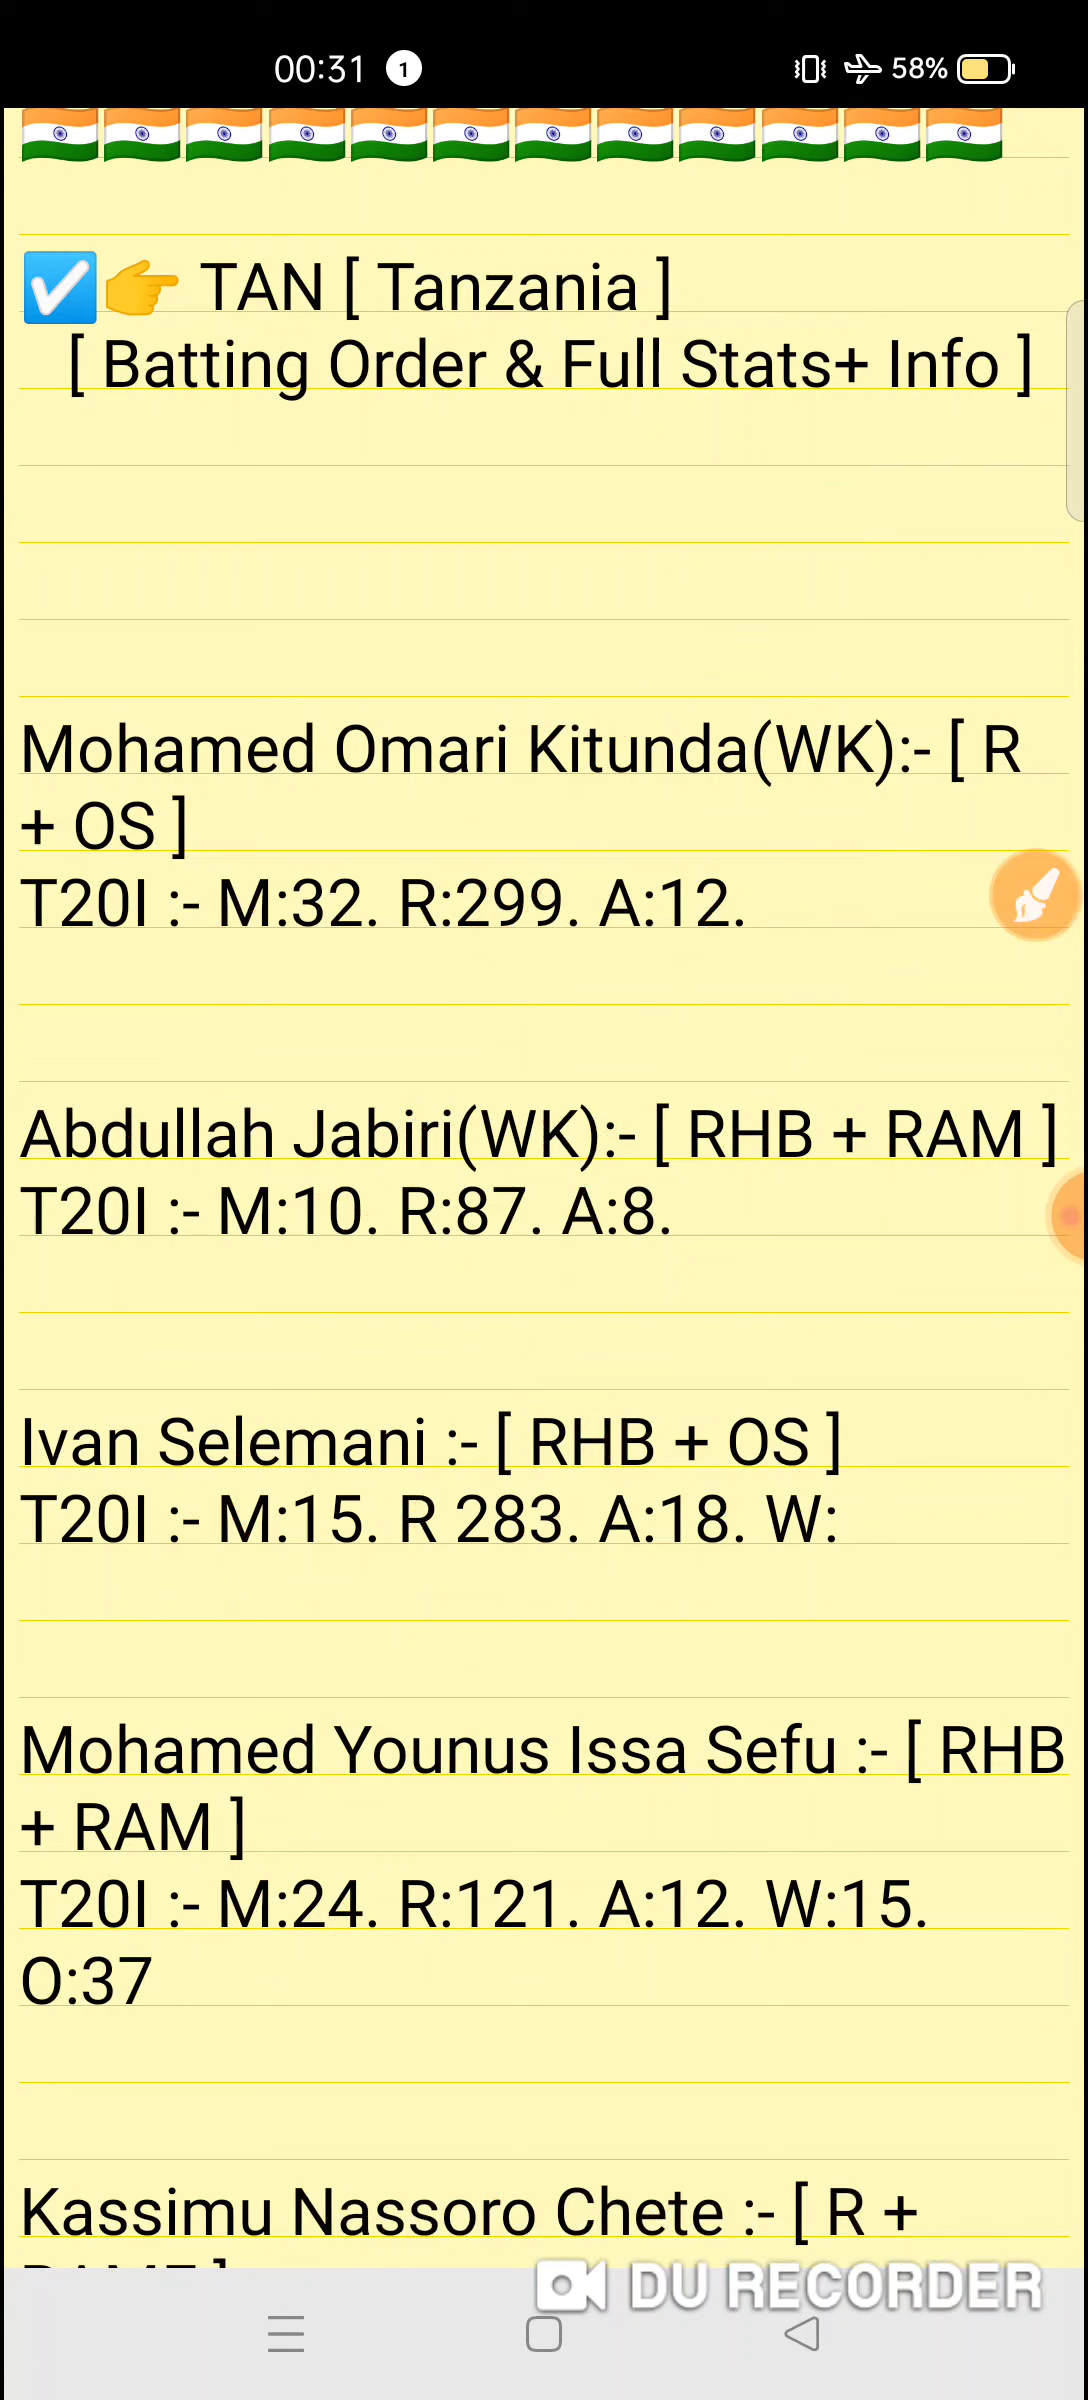 00:31 1 58%
TAN [ Tanzania ]
[ Batting Order & Full Stats+ Info ]
Mohamed Omari Kitunda(WK):- [ R
+ OS ]
T20I :- M:32. R:299. A:12.
Abdullah Jabiri(WK):- [ RHB + RAM ]
T20I :- M:10. R:87. A:8.
Ivan Selemani :- [ RHB + OS ]
T20I :- M:15. R 283. A:18. W:
Mohamed Younus Issa Sefu :- [ RHB
+ RAM ]
T20I :- M:24. R:121. A:12. W:15.
O:37
Kassimu Nassoro Chete :- [ R +
DU RECORDER